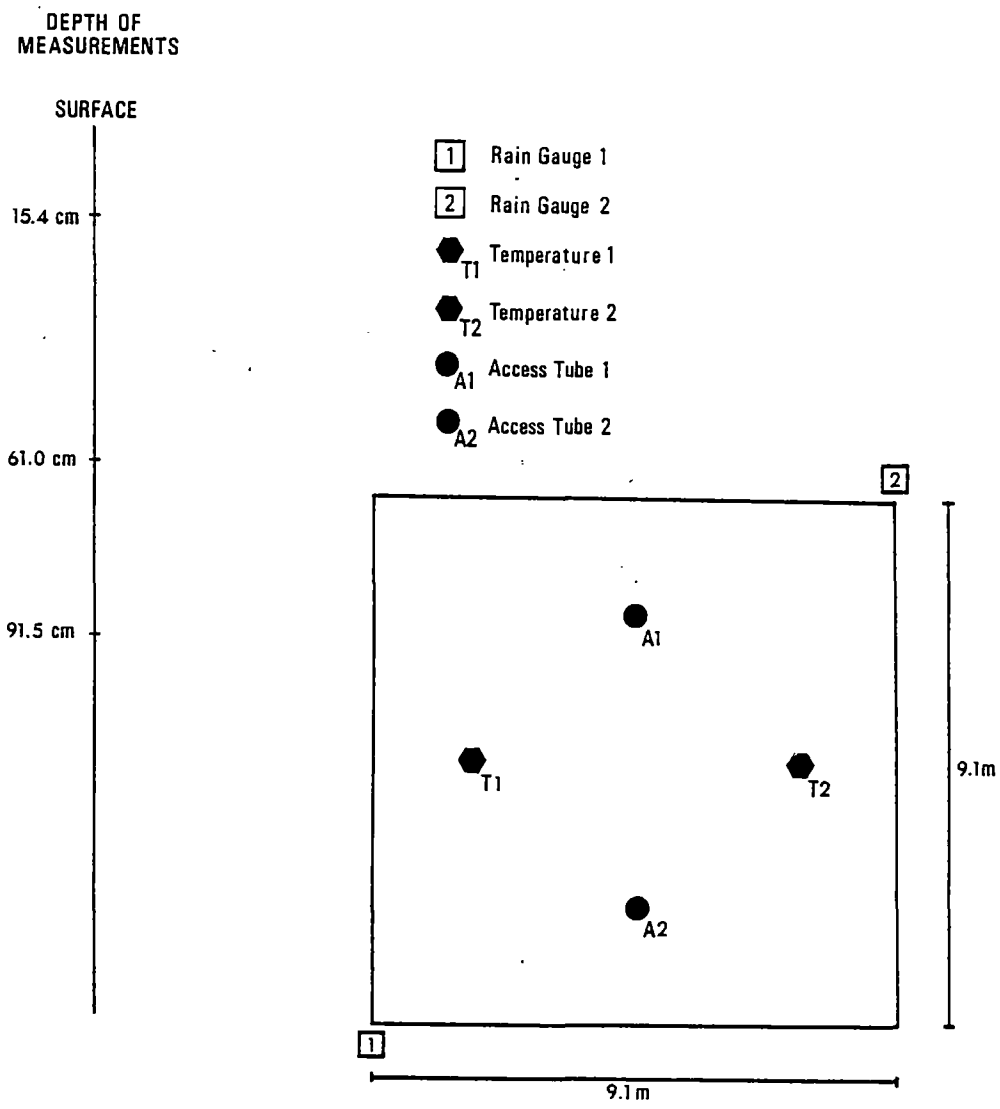 DEPTH OF
MEASUREMENTS
SURFACE
15.4 cm
61.0 cm
91.5 cm
1 Rain Gauge 1
2 Rain Gauge 2
T1 Temperature 1
T2 Temperature 2
A1 Access Tube 1
A2 Access Tube 2
2
A1
T1
T2
9.1m
A2
1
9.1m